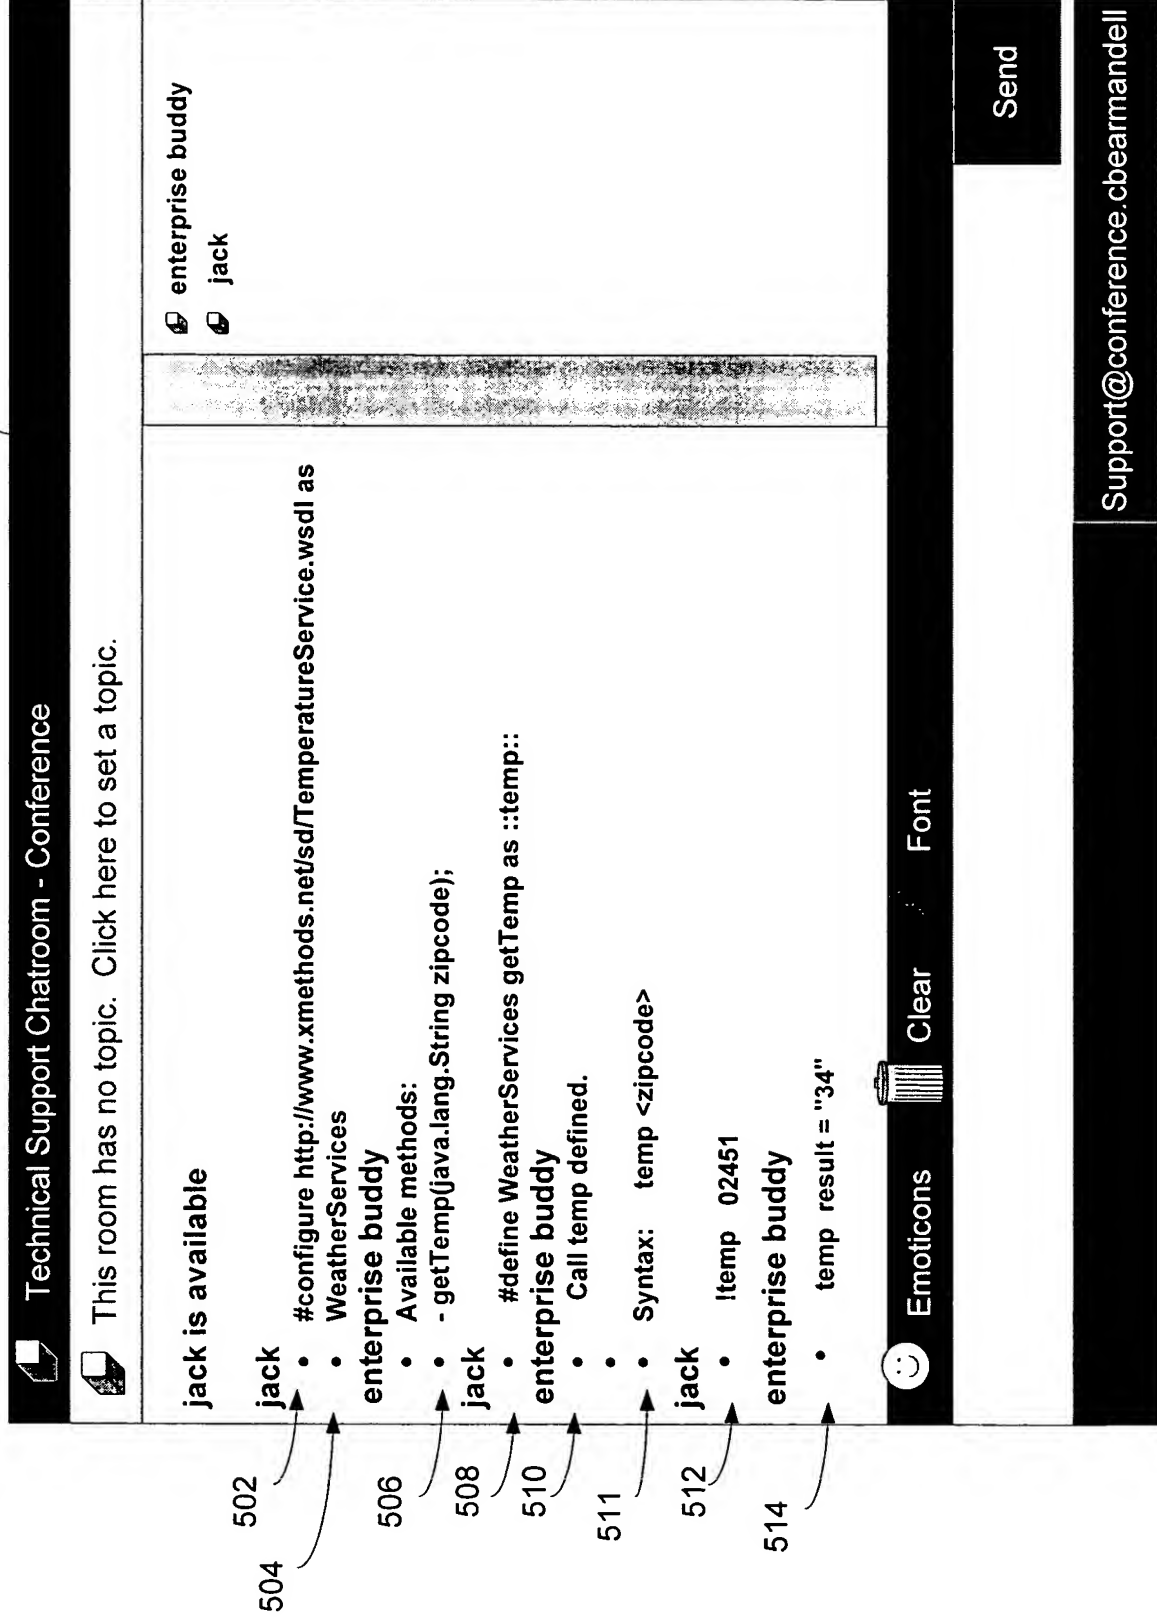 Technical Support Chatroom - Conference
This room has no topic. Click here to set a topic.
jack is available
jack
502
• #configure http://www.xmethods.net/sd/TemperatureService.wsdl as
504
• WeatherServices
enterprise buddy
• Available methods:
506
• - getTemp(java.lang.String zipcode);
jack
508
• #define WeatherServices getTemp as ::temp::
enterprise buddy
510
• Call temp defined.
•
511
• Syntax: temp <zipcode>
jack
512
• !temp 02451
enterprise buddy
514
• temp result = "34"
enterprise buddy
jack
Emoticons Clear Font
Send
Support@conference.cbearmandell